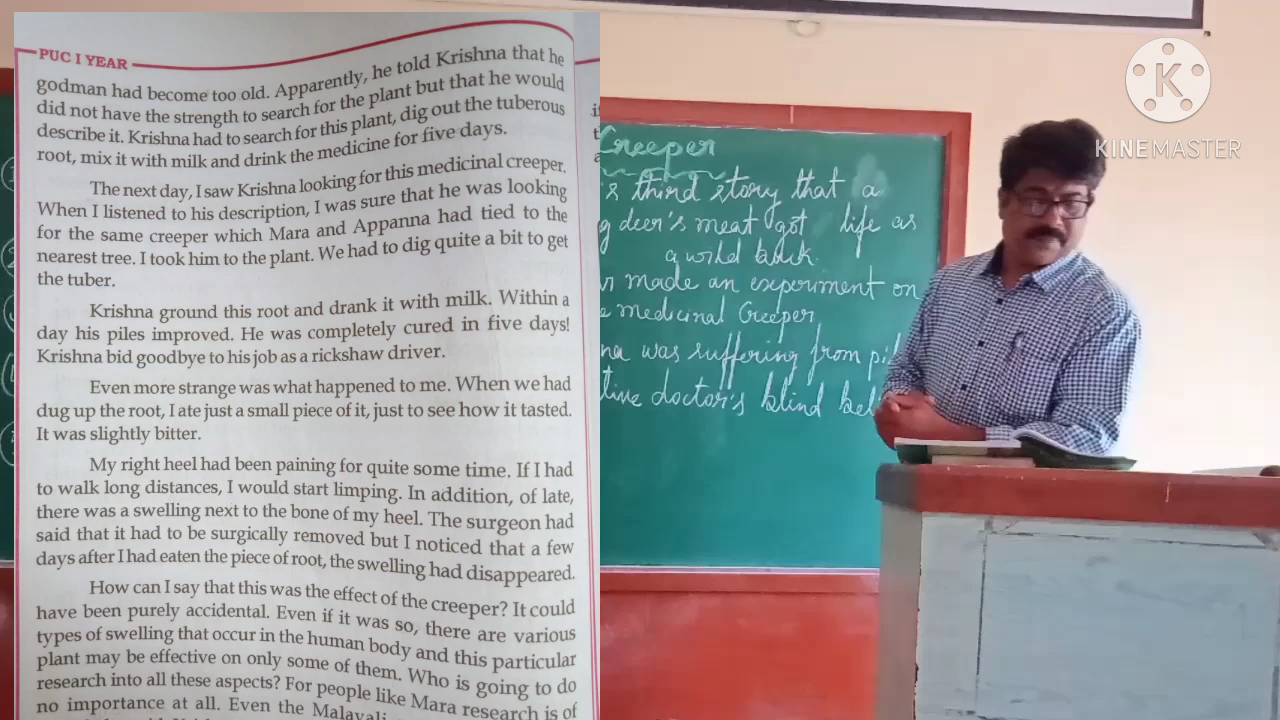 PUC I YEAR
godman had become too old. Apparently, he told Krishna that he
did not have the strength to search for the plant but that he would
describe it. Krishna had to search for this plant, dig out the tuberous
root, mix it with milk and drink the medicine for five days.
The next day, I saw Krishna looking for this medicinal creeper.
When I listened to his description, I was sure that he was looking
for the same creeper which Mara and Appanna had tied to the
nearest tree. I took him to the plant. We had to dig quite a bit to get
the tuber.
Krishna ground this root and drank it with milk. Within a
day his piles improved. He was completely cured in five days!
Krishna bid goodbye to his job as a rickshaw driver.
Even more strange was what happened to me. When we had
dug up the root, I ate just a small piece of it, just to see how it tasted.
It was slightly bitter.
My right heel had been paining for quite some time. If I had
to walk long distances, I would start limping. In addition, of late,
there was a swelling next to the bone of my heel. The surgeon had
said that it had to be surgically removed but I noticed that a few
days after I had eaten the piece of root, the swelling had disappeared.
How can I say that this was the effect of the creeper? It could
have been purely accidental. Even if it was so, there are various
types of swelling that occur in the human body and this particular
plant may be effective on only some of them. Who is going to do
research into all these aspects? For people like Mara research is of
no importance at all. Even the Malayali
Creeper
's third story that a
g deer's meat got life as
a wild buck.
made an experiment on
medicinal Creeper
na was suffering from
tive doctor's blind
KINEMASTER